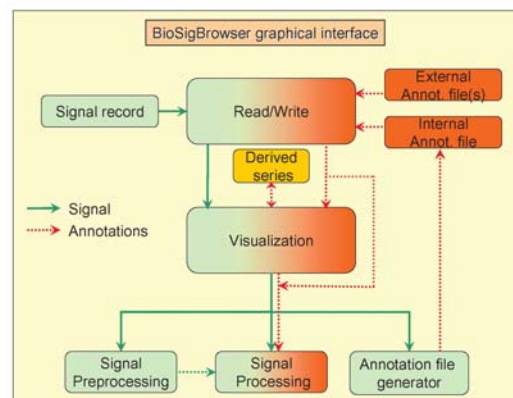 BioSigBrowser graphical interface
External
Annot. file(s)
Signal record
Read/Write
Internal
Annot. file
Derived
series
Signal
Annotations
Visualization
Signal
Preprocessing
Signal
Processing
Annotation file
generator